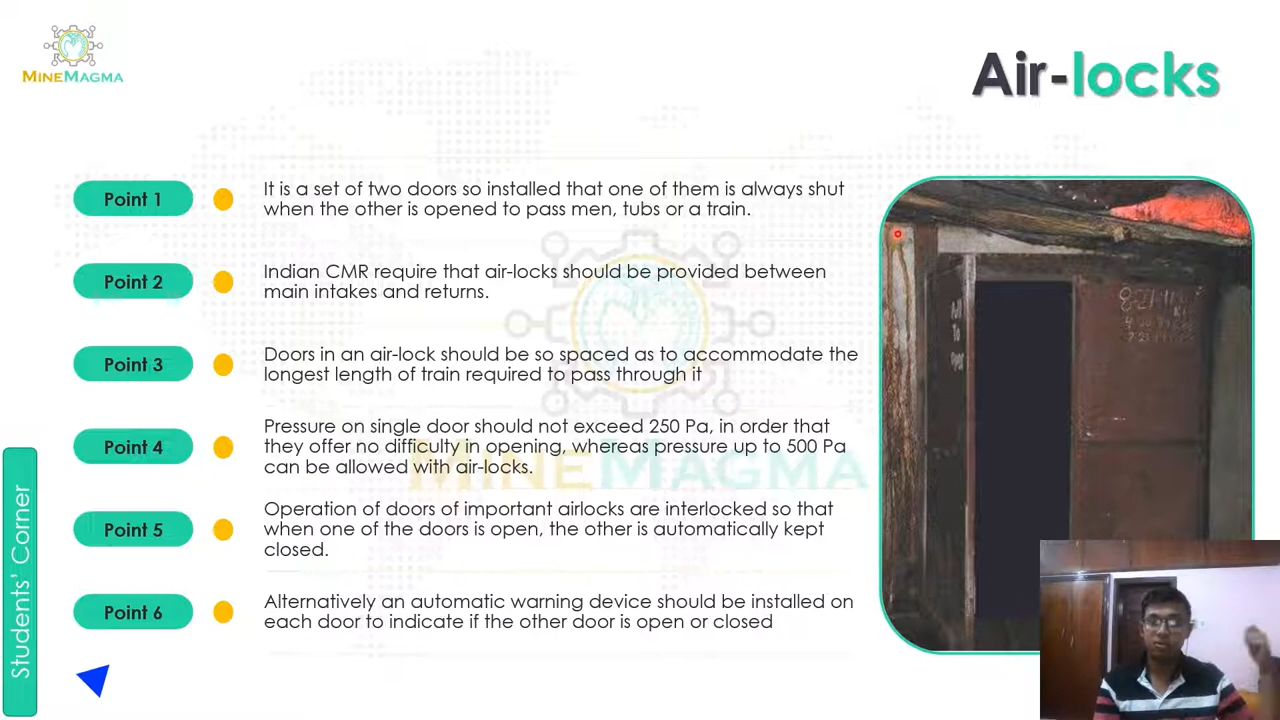 MINEMAGMA
Air-locks
Point 1
It is a set of two doors so installed that one of them is always shut
when the other is opened to pass men, tubs or a train.
Point 2
Indian CMR require that air-locks should be provided between
main intakes and returns.
Point 3
Doors in an air-lock should be so spaced as to accommodate the
longest length of train required to pass through it
Point 4
Pressure on single door should not exceed 250 Pa, in order that
they offer no difficulty in opening, whereas pressure up to 500 Pa
can be allowed with air-locks.
Point 5
Operation of doors of important airlocks are interlocked so that
when one of the doors is open, the other is automatically kept
closed.
Point 6
Alternatively an automatic warning device should be installed on
each door to indicate if the other door is open or closed
Students' Corner
MINEMAGMA